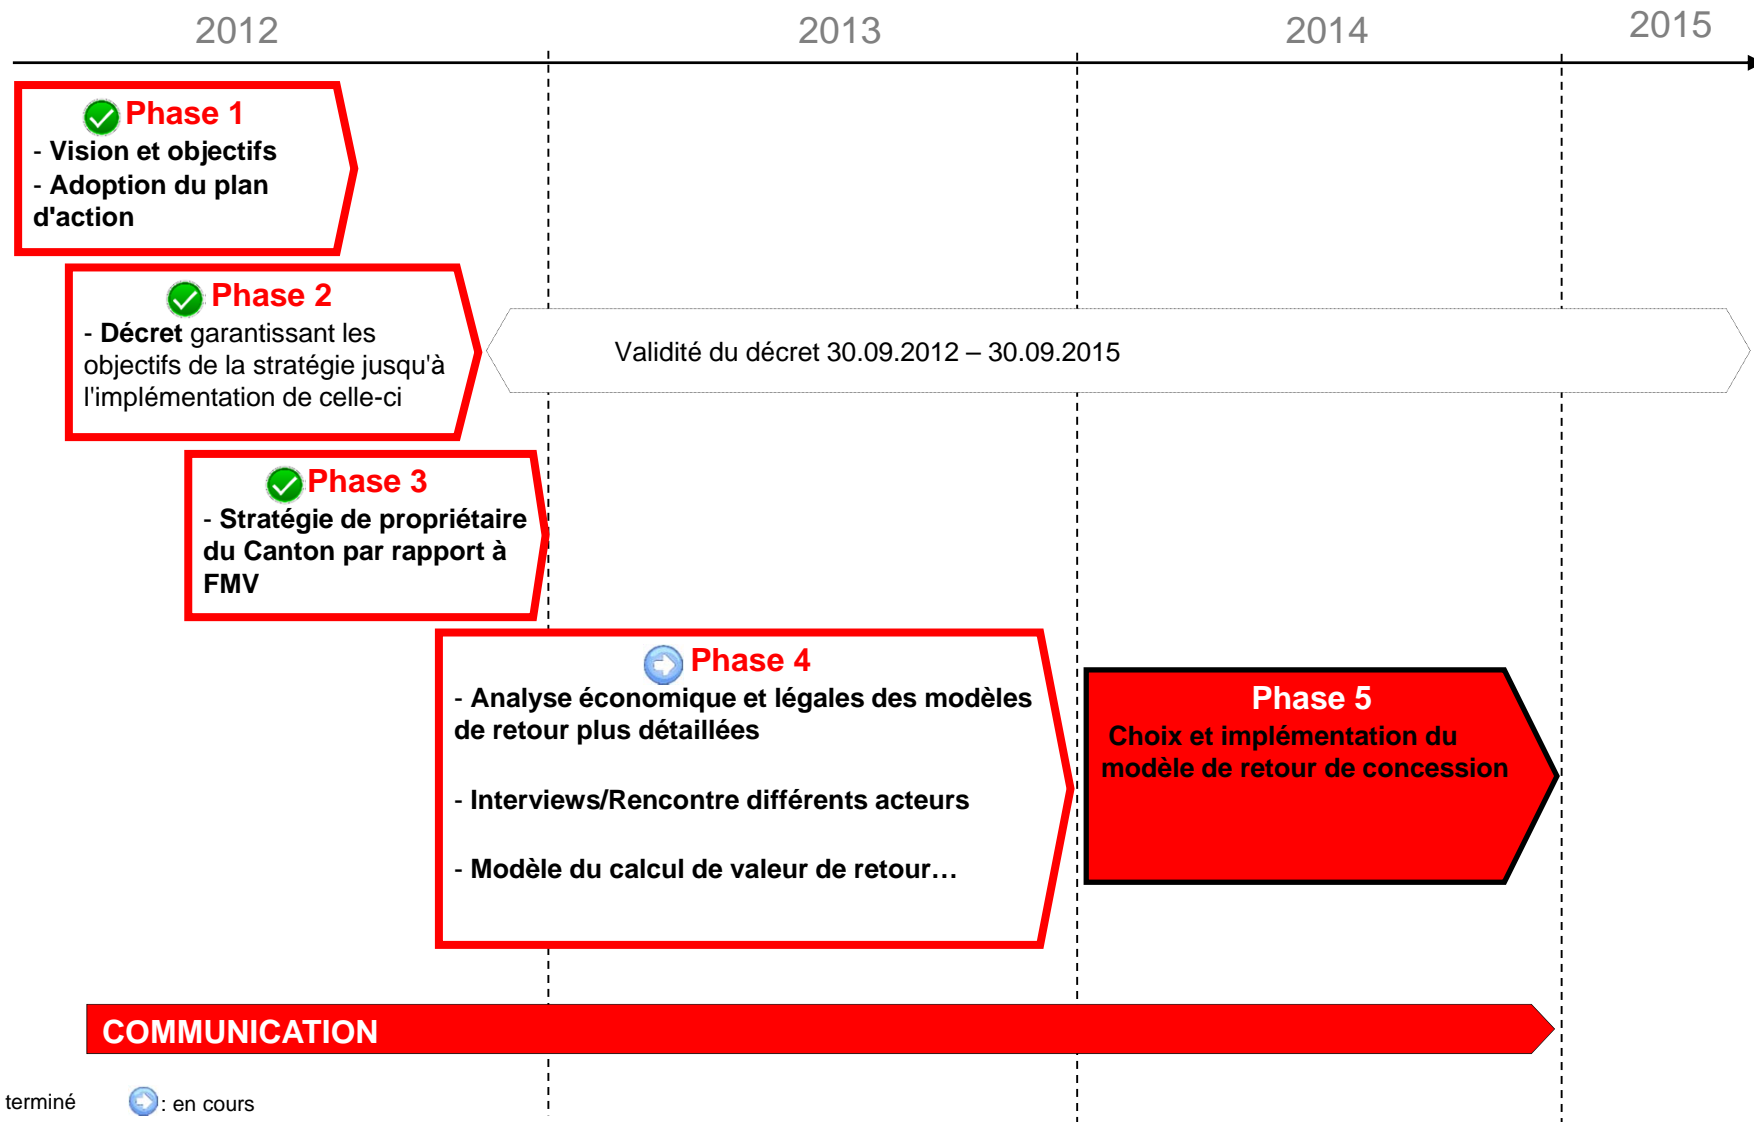 2012
2013
2014
2015
Phase 1
- Vision et objectifs
- Adoption du plan
d'action
Phase 2
- Décret garantissant les
objectifs de la stratégie jusqu'à
l'implémentation de celle-ci
Validité du décret 30.09.2012 – 30.09.2015
Phase 3
- Stratégie de propriétaire
du Canton par rapport à
FMV
Phase 4
- Analyse économique et légales des modèles
de retour plus détaillées
- Interviews/Rencontre différents acteurs
- Modèle du calcul de valeur de retour…
Phase 5
Choix et implémentation du
modèle de retour de concession
COMMUNICATION
terminé
: en cours